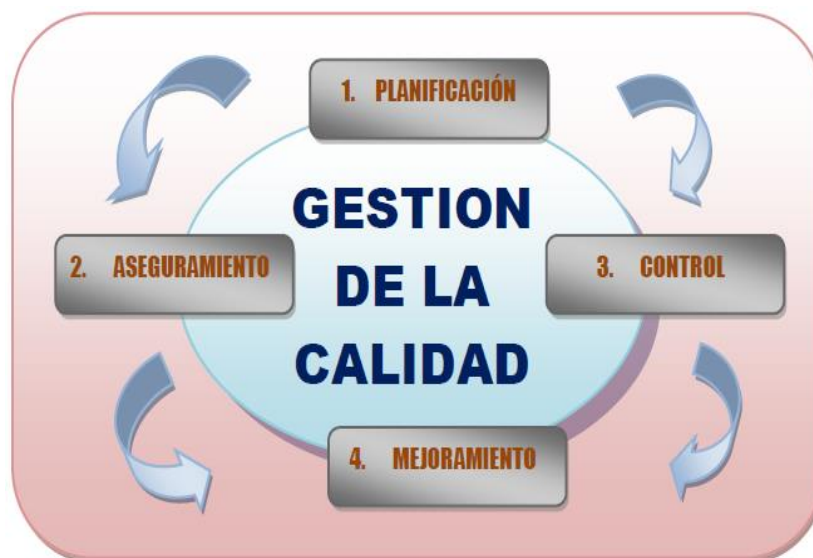 1. PLANIFICACIÓN
GESTION
DE LA
CALIDAD
2. ASEGURAMIENTO
3. CONTROL
4. MEJORAMIENTO